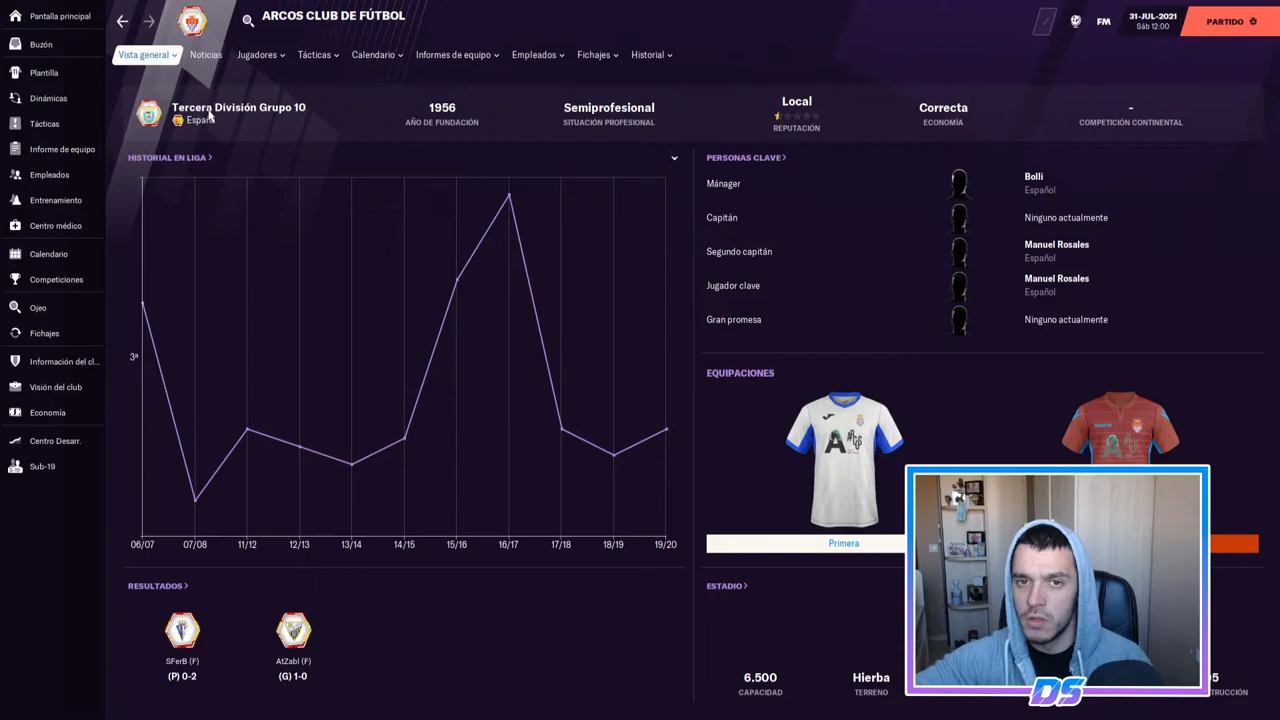 Pantalla principal
Buzón
Plantilla
Dinámicas
Tácticas
Informe de equipo
Empleados
Entrenamiento
Centro médico
Calendario
Competiciones
Ojeo
Fichajes
Información del cl...
Visión del club
Economía
Centro Desarr.
Sub-19
ARCOS CLUB DE FÚTBOL
FM
31-JUL-2021
Sáb 12:00
PARTIDO
Vista general
Noticias
Jugadores
Tácticas
Calendario
Informes de equipo
Empleados
Fichajes
Historial
Tercera División Grupo 10
España
1956
AÑO DE FUNDACIÓN
Semiprofesional
SITUACIÓN PROFESIONAL
Local
REPUTACIÓN
Correcta
ECONOMÍA
-
COMPETICIÓN CONTINENTAL
HISTORIAL EN LIGA
3ª
06/07 07/08 11/12 12/13 13/14 14/15 15/16 16/17 17/18 18/19 19/20
RESULTADOS
SFerB (F)
(P) 0-2
AtZabl (F)
(G) 1-0
PERSONAS CLAVE
Mánager
Bolli
Español
Capitán
Ninguno actualmente
Segundo capitán
Manuel Rosales
Español
Jugador clave
Manuel Rosales
Español
Gran promesa
Ninguno actualmente
EQUIPACIONES
Primera
ESTADIO
6.500
CAPACIDAD
Hierba
TERRENO
DS